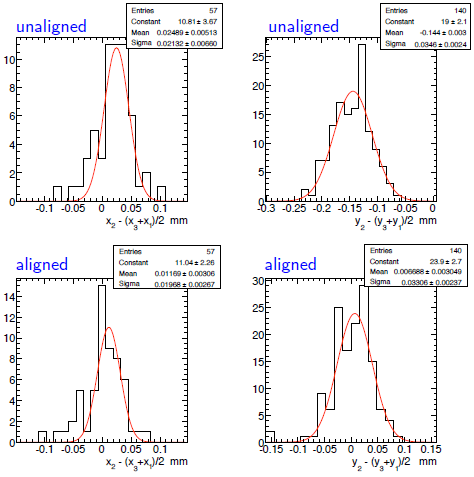 unaligned
Entries 57
Constant 10.81 ± 3.67
Mean 0.02489 ± 0.00513
Sigma 0.02132 ± 0.00660
10
8
6
4
2
0
-0.1 -0.05 0 0.05 0.1
x2 - (x3+x1)/2 mm
unaligned
Entries 140
Constant 19 ± 2.1
Mean -0.144 ± 0.003
Sigma 0.0346 ± 0.0024
25
20
15
10
5
0
-0.3 -0.25 -0.2 -0.15 -0.1 -0.05 0
y2 - (y3+y1)/2 mm
aligned
Entries 57
Constant 11.04 ± 2.26
Mean 0.01169 ± 0.00306
Sigma 0.01968 ± 0.00267
14
12
10
8
6
4
2
0
-0.1 -0.05 0 0.05 0.1
x2 - (x3+x1)/2 mm
aligned
Entries 140
Constant 23.9 ± 2.7
Mean 0.006688 ± 0.003049
Sigma 0.03306 ± 0.00237
30
25
20
15
10
5
0
-0.15 -0.1 -0.05 0 0.05 0.1 0.15
y2 - (y3+y1)/2 mm